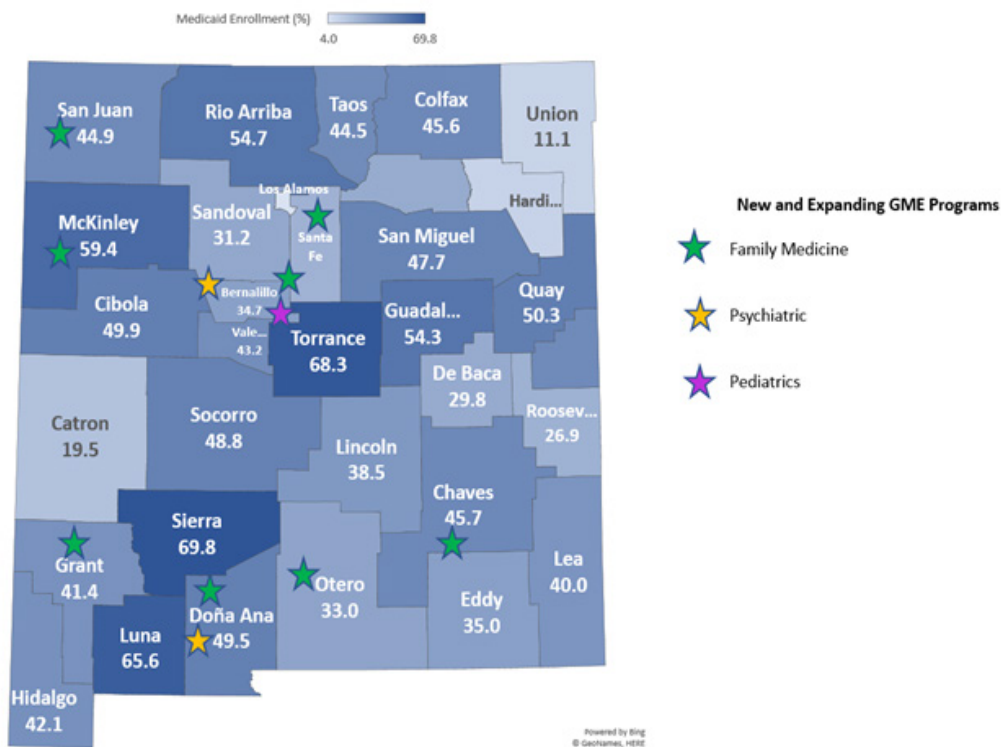 Medicaid Enrollment (%)
4.0 69.8
San Juan
44.9
Rio Arriba
54.7
Taos
44.5
Colfax
45.6
Union
11.1
Los Alamos
Hardi...
McKinley
59.4
Sandoval
31.2
Santa
Fe
San Miguel
47.7
Cibola
49.9
Bernalillo
34.7
Vale...
43.2
Torrance
68.3
Guadal...
54.3
Quay
50.3
De Baca
29.8
Roosev...
26.9
Catron
19.5
Socorro
48.8
Lincoln
38.5
Chaves
45.7
Sierra
69.8
Grant
41.4
Otero
33.0
Lea
40.0
Eddy
35.0
Doña Ana
49.5
Luna
65.6
Hidalgo
42.1
New and Expanding GME Programs
Family Medicine
Psychiatric
Pediatrics
Powered by Bing
© GeoNames, HERE